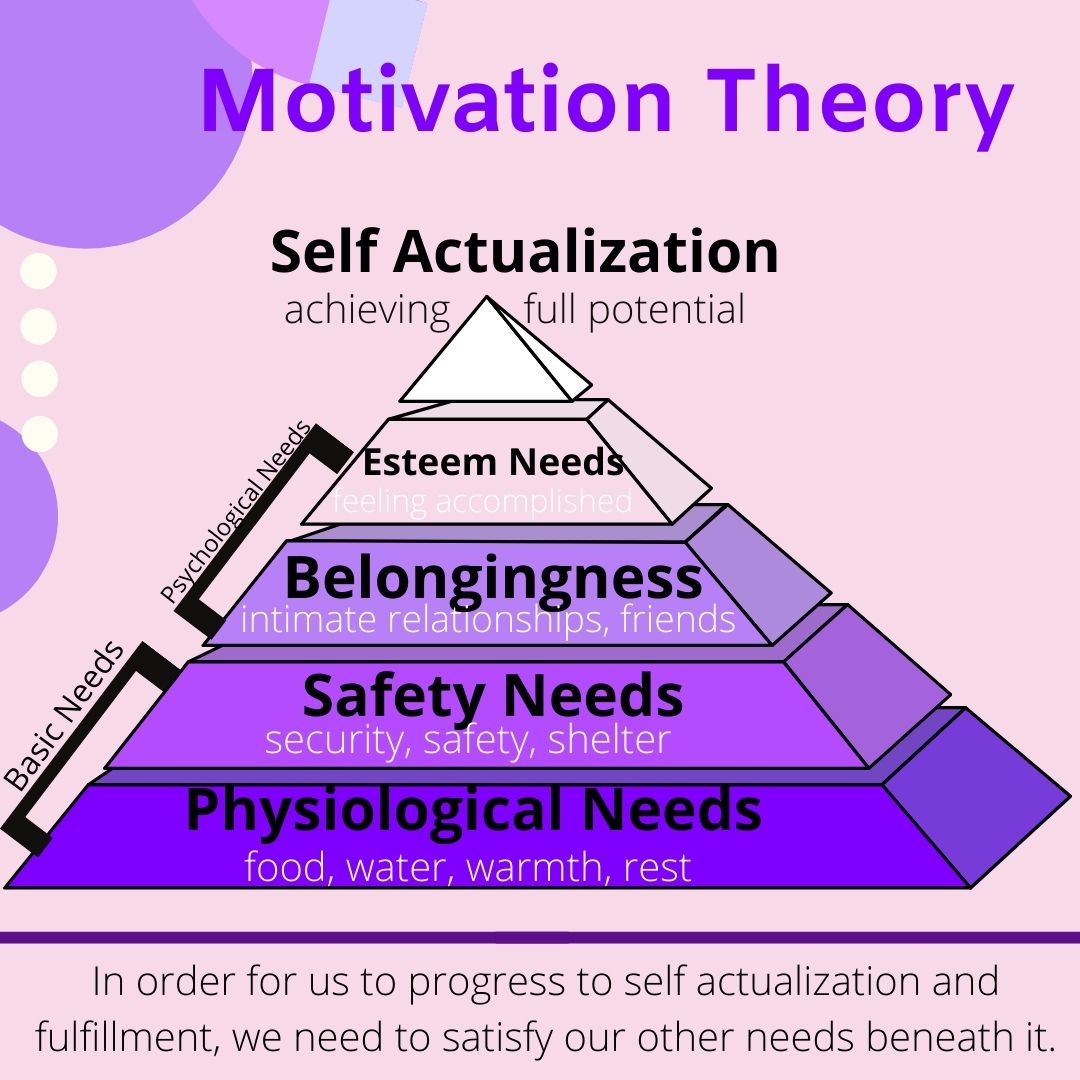 Motivation Theory
Self Actualization
achieving full potential
Esteem Needs
feeling accomplished
Psychological Needs
Belongingness
intimate relationships, friends
Safety Needs
security, safety, shelter
Basic Needs
Physiological Needs
food, water, warmth, rest
In order for us to progress to self actualization and
fulfillment, we need to satisfy our other needs beneath it.